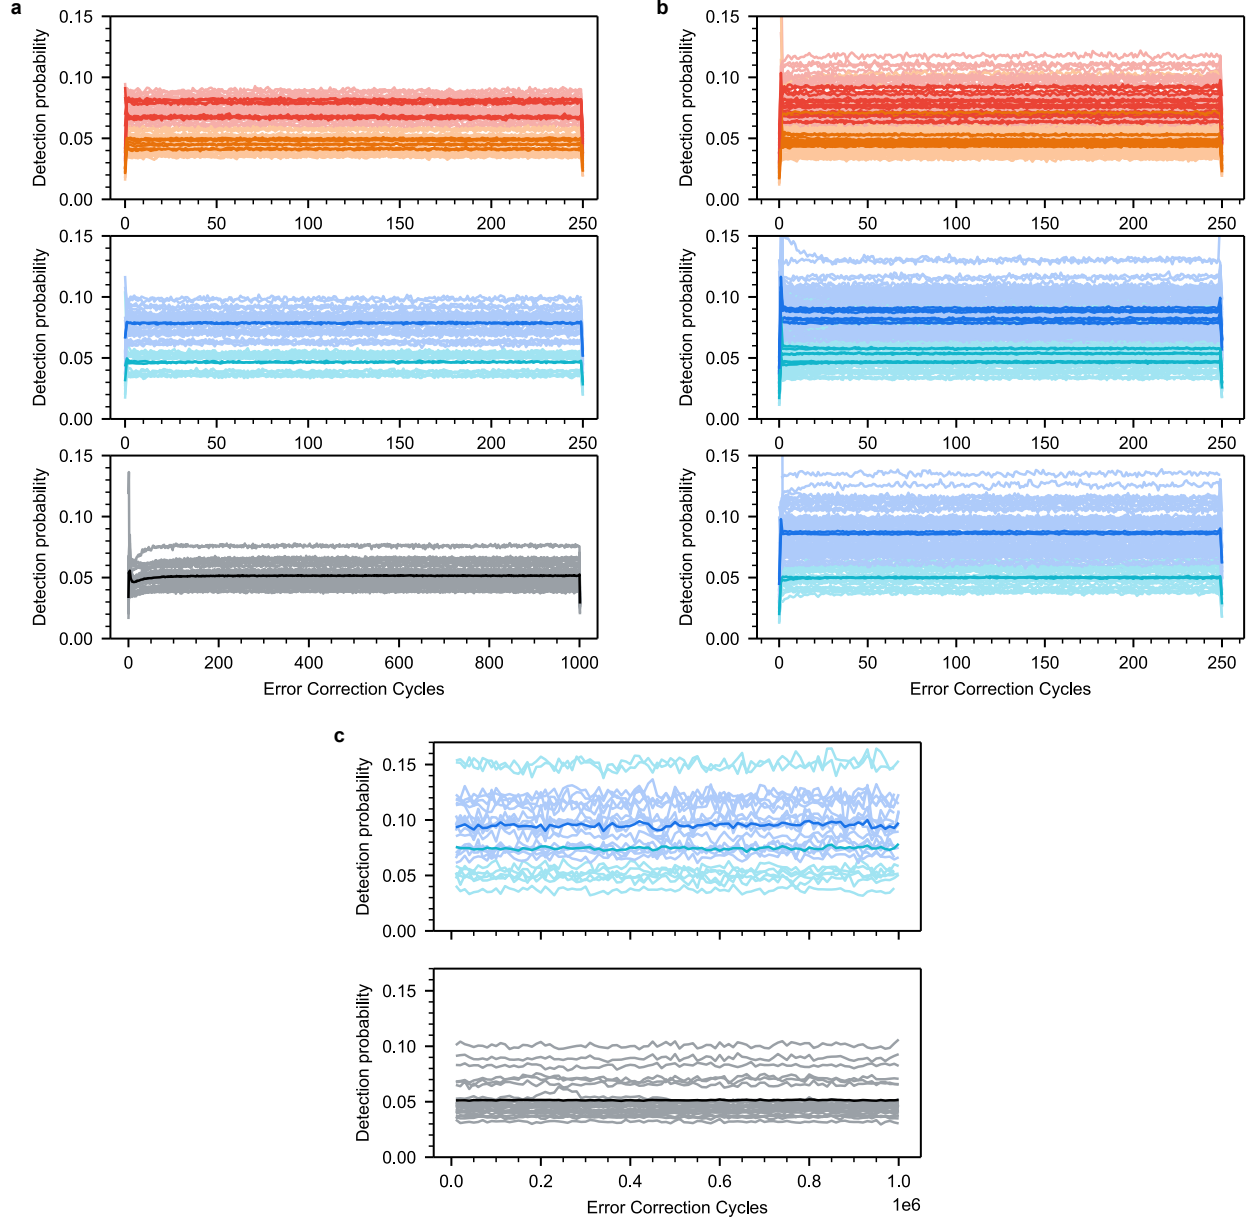 a
Detection probability
0.15
0.10
0.05
0.00
0 50 100 150 200 250
Detection probability
0.15
0.10
0.05
0.00
0 50 100 150 200 250
Detection probability
0.15
0.10
0.05
0.00
0 200 400 600 800 1000
Error Correction Cycles
b
Detection probability
0.15
0.10
0.05
0.00
0 50 100 150 200 250
Detection probability
0.15
0.10
0.05
0.00
0 50 100 150 200 250
Detection probability
0.15
0.10
0.05
0.00
0 50 100 150 200 250
Error Correction Cycles
c
Detection probability
0.15
0.10
0.05
0.00
Detection probability
0.15
0.10
0.05
0.00
0.0 0.2 0.4 0.6 0.8 1.0
Error Correction Cycles
1e6